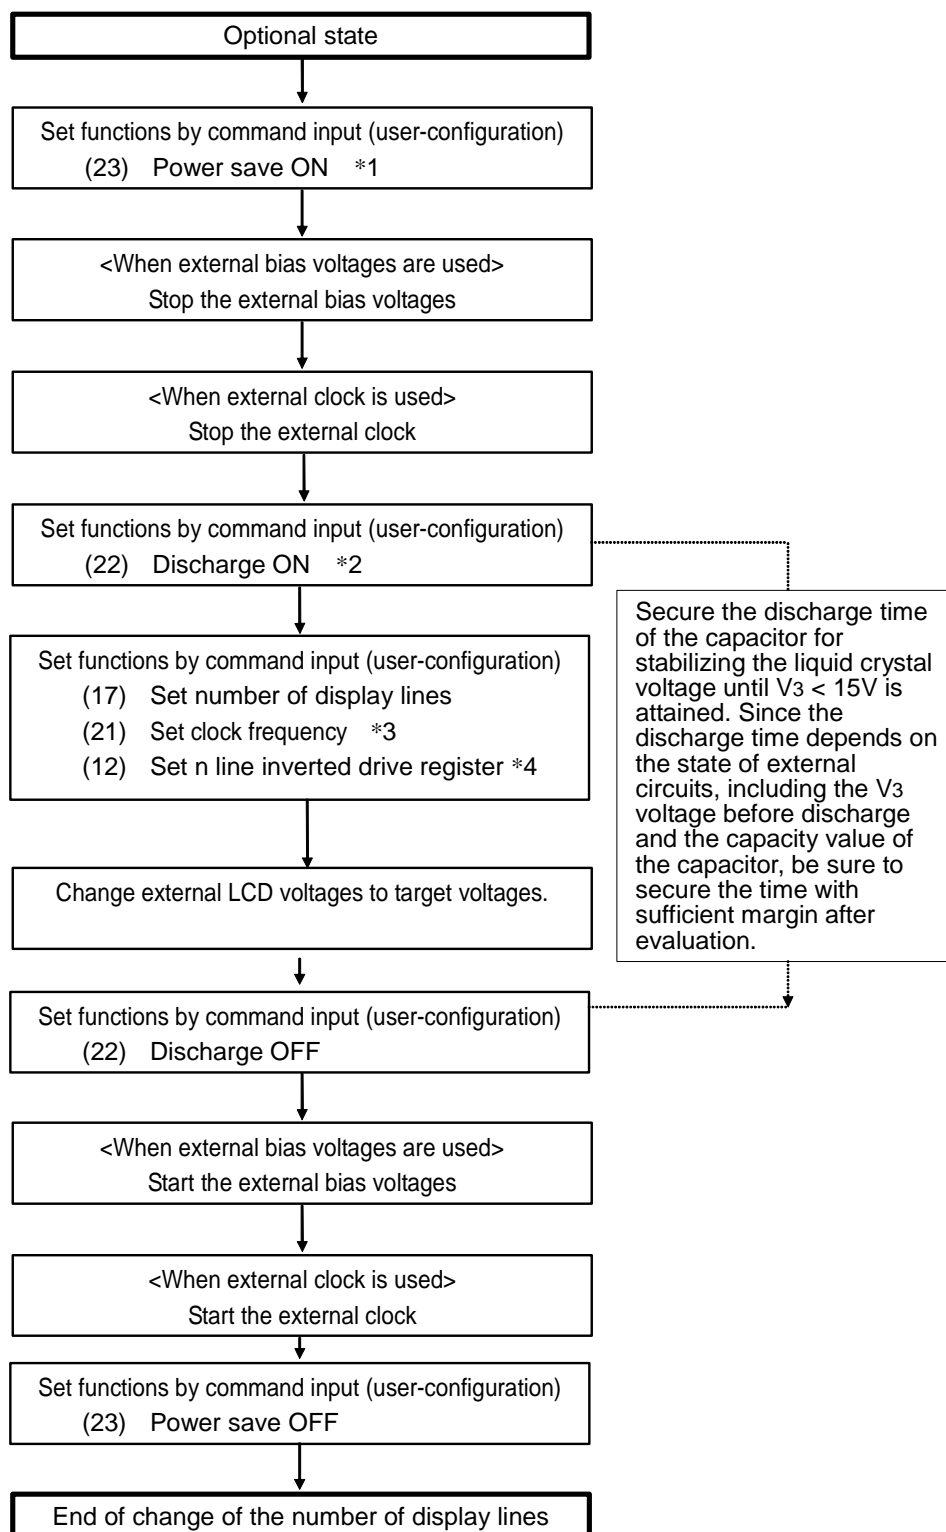 Optional state
Set functions by command input (user-configuration)
(23) Power save ON *1
<When external bias voltages are used>
Stop the external bias voltages
<When external clock is used>
Stop the external clock
Set functions by command input (user-configuration)
(22) Discharge ON *2
Set functions by command input (user-configuration)
(17) Set number of display lines
(21) Set clock frequency *3
(12) Set n line inverted drive register *4
Secure the discharge time
of the capacitor for
stabilizing the liquid crystal
voltage until V3 < 15V is
attained. Since the
discharge time depends on
the state of external
circuits, including the V3
voltage before discharge
and the capacity value of
the capacitor, be sure to
secure the time with
sufficient margin after
evaluation.
Change external LCD voltages to target voltages.
Set functions by command input (user-configuration)
(22) Discharge OFF
<When external bias voltages are used>
Start the external bias voltages
<When external clock is used>
Start the external clock
Set functions by command input (user-configuration)
(23) Power save OFF
End of change of the number of display lines